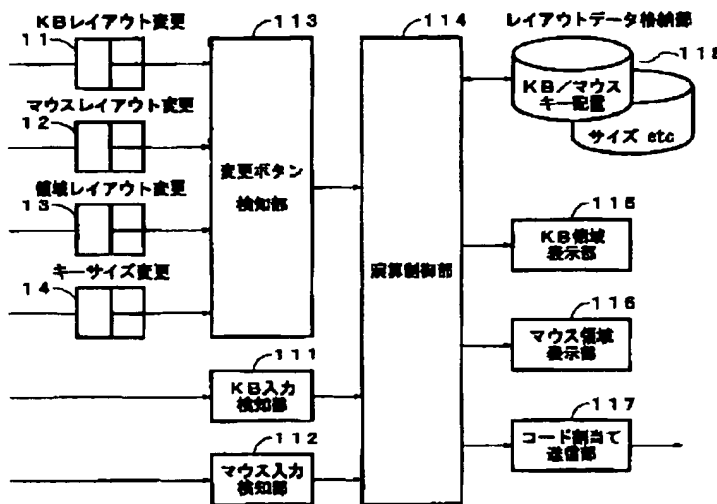 KBレイアウト変更
11
マウスレイアウト変更
12
領域レイアウト変更
13
キーサイズ変更
14
113
変更ボタン
検知部
111
KB入力
検知部
112
マウス入力
検知部
114
演算制御部
レイアウトデータ格納部
118
KB/マウス
キー配置
サイズ etc
115
KB領域
表示部
116
マウス領域
表示部
117
コード割当て
送信部